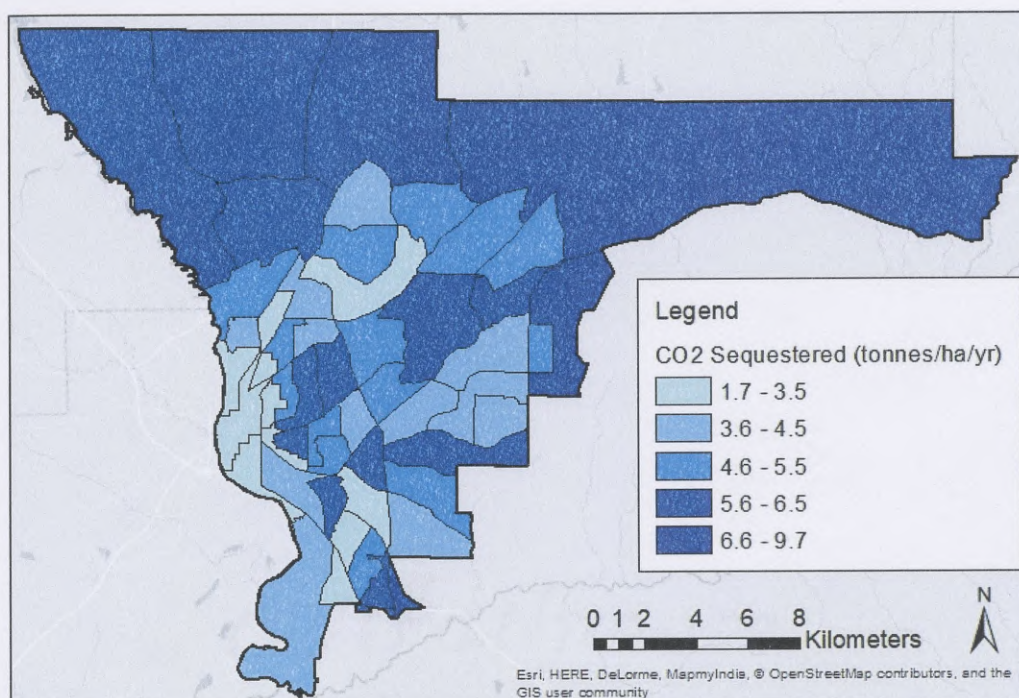 Legend
CO2 Sequestered (tonnes/ha/yr)
1.7 - 3.5
3.6 - 4.5
4.6 - 5.5
5.6 - 6.5
6.6 - 9.7
N
0 1 2 4 6 8
Kilometers
Esri, HERE, DeLorme, MapmyIndia, © OpenStreetMap contributors, and the
GIS user community